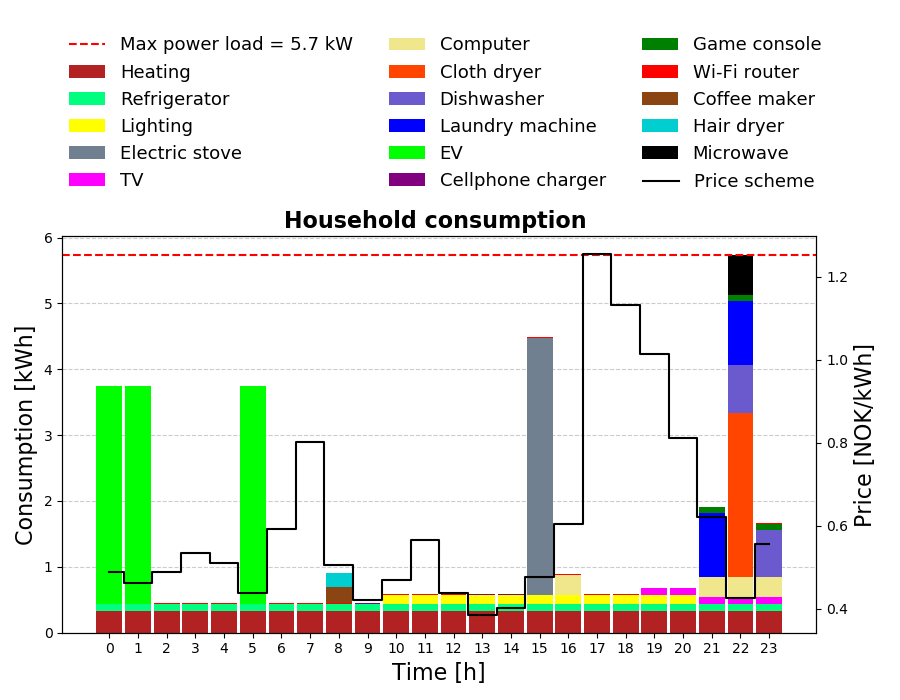 Max power load = 5.7 kW
Heating
Refrigerator
Lighting
Electric stove
TV
Computer
Cloth dryer
Dishwasher
Laundry machine
EV
Cellphone charger
Game console
Wi-Fi router
Coffee maker
Hair dryer
Microwave
Price scheme
Household consumption
Consumption [kWh]
6
5
4
3
2
1
0
0 1 2 3 4 5 6 7 8 9 10 11 12 13 14 15 16 17 18 19 20 21 22 23
Time [h]
1.2
1.0
0.8
0.6
0.4
Price [NOK/kWh]